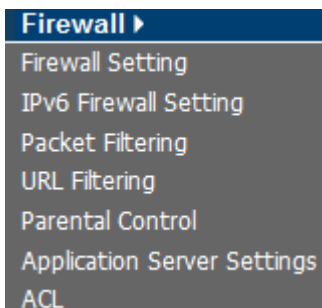 Firewall
Firewall Setting
IPv6 Firewall Setting
Packet Filtering
URL Filtering
Parental Control
Application Server Settings
ACL